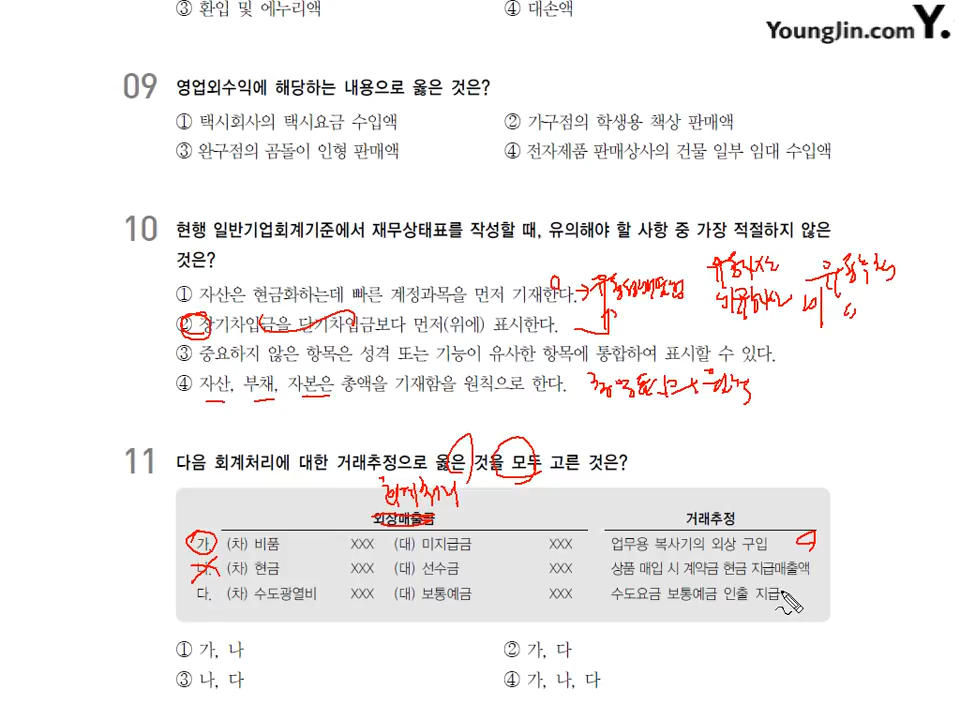 ③ 환입 및 에누리액 ④ 대손액
YoungJin.com Y.
09 영업외수익에 해당하는 내용으로 옳은 것은?
① 택시회사의 택시요금 수입액 ② 가구점의 학생용 책상 판매액
③ 완구점의 곰돌이 인형 판매액 ④ 전자제품 판매상사의 건물 일부 임대 수입액
10 현행 일반기업회계기준에서 재무상태표를 작성할 때, 유의해야 할 사항 중 가장 적절하지 않은
것은?
① 자산은 현금화하는데 빠른 계정과목을 먼저 기재한다.
② 장기차입금을 단기차입금보다 먼저(위에) 표시한다.
③ 중요하지 않은 항목은 성격 또는 기능이 유사한 항목에 통합하여 표시할 수 있다.
④ 자산, 부채, 자본은 총액을 기재함을 원칙으로 한다.
11 다음 회계처리에 대한 거래추정으로 옳은 것을 모두 고른 것은?
회계처리
외상매출금 거래추정
가. (차) 비품 XXX (대) 미지급금 XXX 업무용 복사기의 외상 구입
나. (차) 현금 XXX (대) 선수금 XXX 상품 매입 시 계약금 현금 지급매출액
다. (차) 수도광열비 XXX (대) 보통예금 XXX 수도요금 보통예금 인출 지급
① 가, 나 ② 가, 다
③ 나, 다 ④ 가, 나, 다